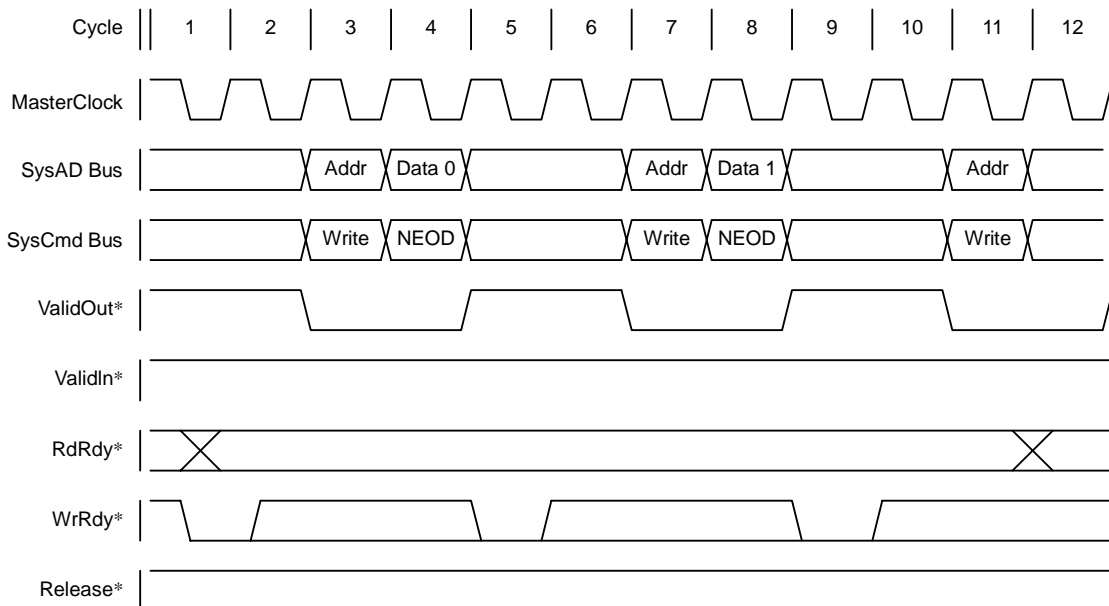 Cycle 1 2 3 4 5 6 7 8 9 10 11 12
MasterClock
SysAD Bus Addr Data 0 Addr Data 1 Addr
SysCmd Bus Write NEOD Write NEOD Write
ValidOut*
ValidIn*
RdRdy*
WrRdy*
Release*